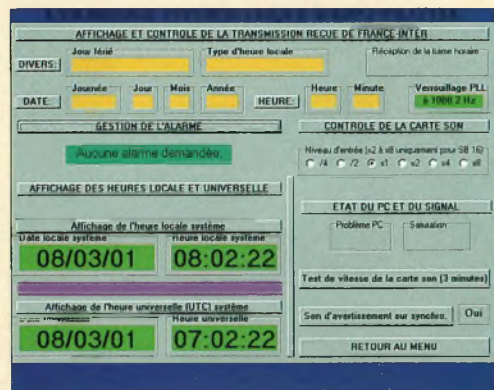 AFFICHAGE ET CONTROLE DE LA TRANSMISSION RECUE DE FRANCE-INTER
DIVERS:
Jour férié
Type d'heure locale
Réception de la trame horaire
DATE:
Journée
Jour
Mois
Année
HEURE:
Heure
Minute
Verrouillage PLL
à 1000.2 Hz
GESTION DE L'ALARME
Aucune alarme demandée.
CONTROLE DE LA CARTE SON
Niveau d'entrée (x2 à x8 uniquement pour SB 16)
/4 /2 x1 x2 x4 x8
AFFICHAGE DES HEURES LOCALE ET UNIVERSELLE
Affichage de l'heure locale système
Date locale système
Heure locale système
08/03/01
08:02:22
Affichage de l'heure universelle (UTC) système
Heure universelle
08/03/01
07:02:22
ETAT DU PC ET DU SIGNAL
Problème PC
Saturation
Test de vitesse de la carte son (3 minutes)
Son d'avertissement sur synchro.
Oui
RETOUR AU MENU